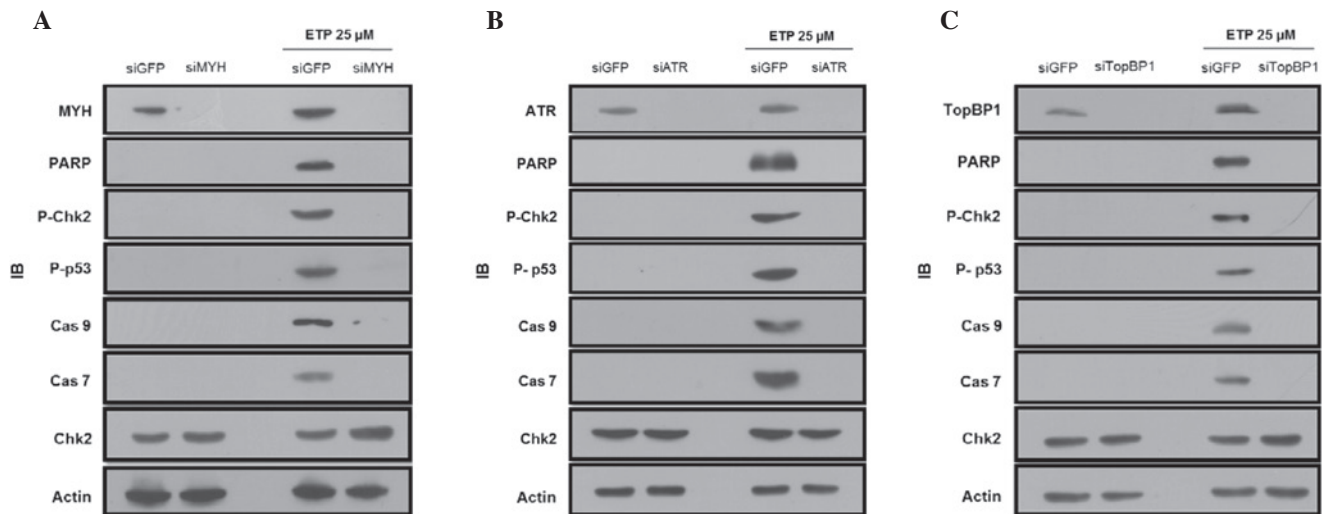 A
ETP 25 µM
siGFP siMYH siGFP siMYH
MYH
PARP
P-Chk2
P-p53
Cas 9
Cas 7
Chk2
Actin
IB
B
ETP 25 µM
siGFP siATR siGFP siATR
ATR
PARP
P-Chk2
P- p53
Cas 9
Cas 7
Chk2
Actin
IB
C
ETP 25 µM
siGFP siTopBP1 siGFP siTopBP1
TopBP1
PARP
P-Chk2
P- p53
Cas 9
Cas 7
Chk2
Actin
IB